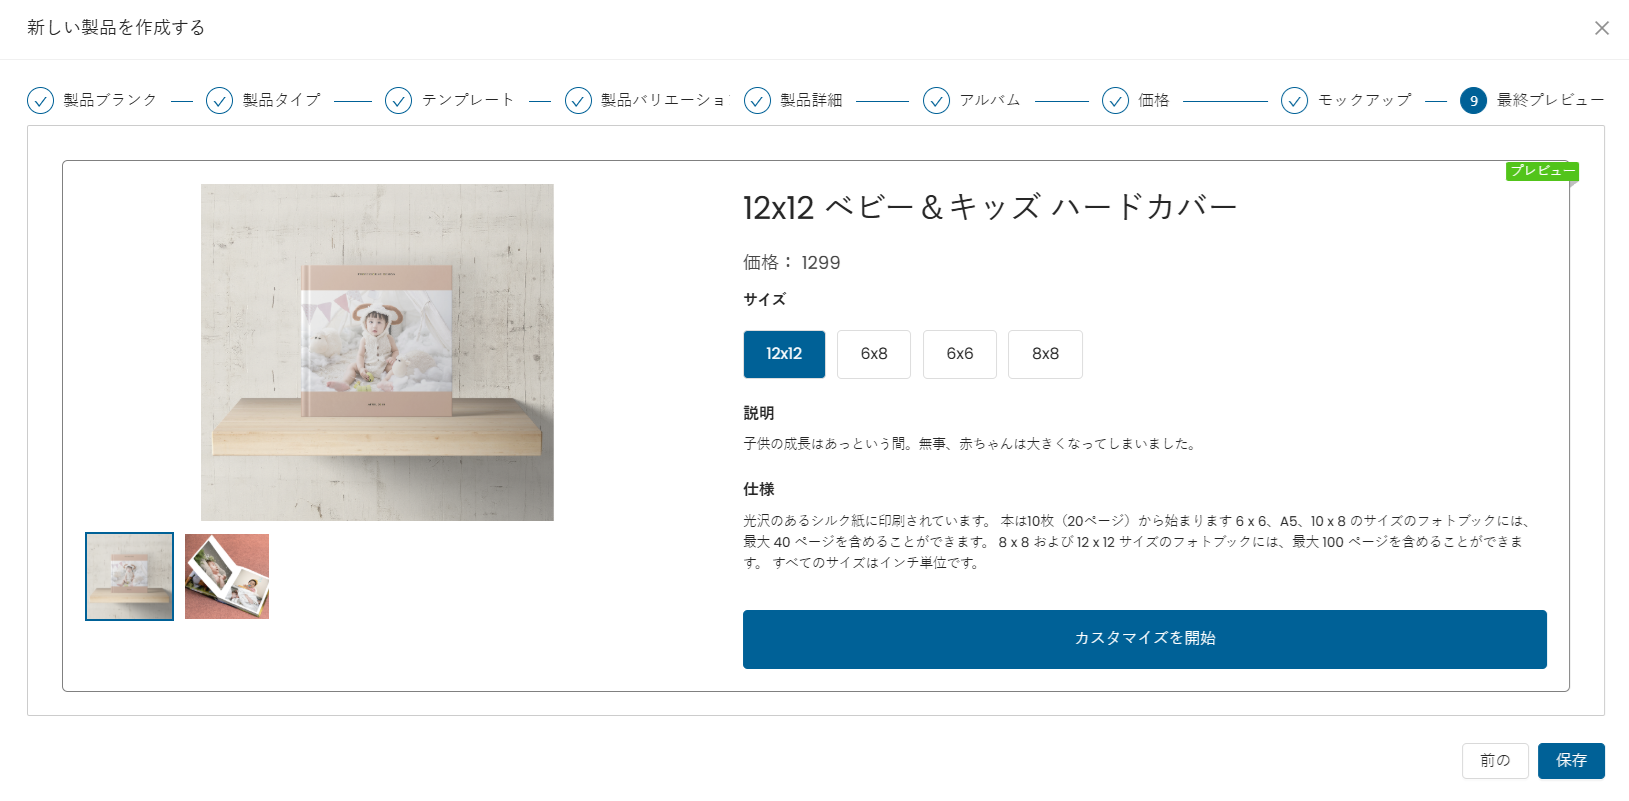 新しい製品を作成する
製品ブランク
製品タイプ
テンプレート
製品バリエーショ
製品詳細
アルバム
価格
モックアップ
9 最終プレビュー
プレビュー
12x12 ベビー＆キッズ ハードカバー
価格： 1299
サイズ
12x12
6x8
6x6
8x8
説明
子供の成長はあっという間。無事、赤ちゃんは大きくなってしまいました。
仕様
光沢のあるシルク紙に印刷されています。 本は10枚（20ページ）から始まります 6 x 6、A5、10 x 8 のサイズのフォトブックには、
最大 40 ページを含めることができます。 8 x 8 および 12 x 12 サイズのフォトブックには、最大 100 ページを含めることができま
す。 すべてのサイズはインチ単位です。
カスタマイズを開始
前の
保存